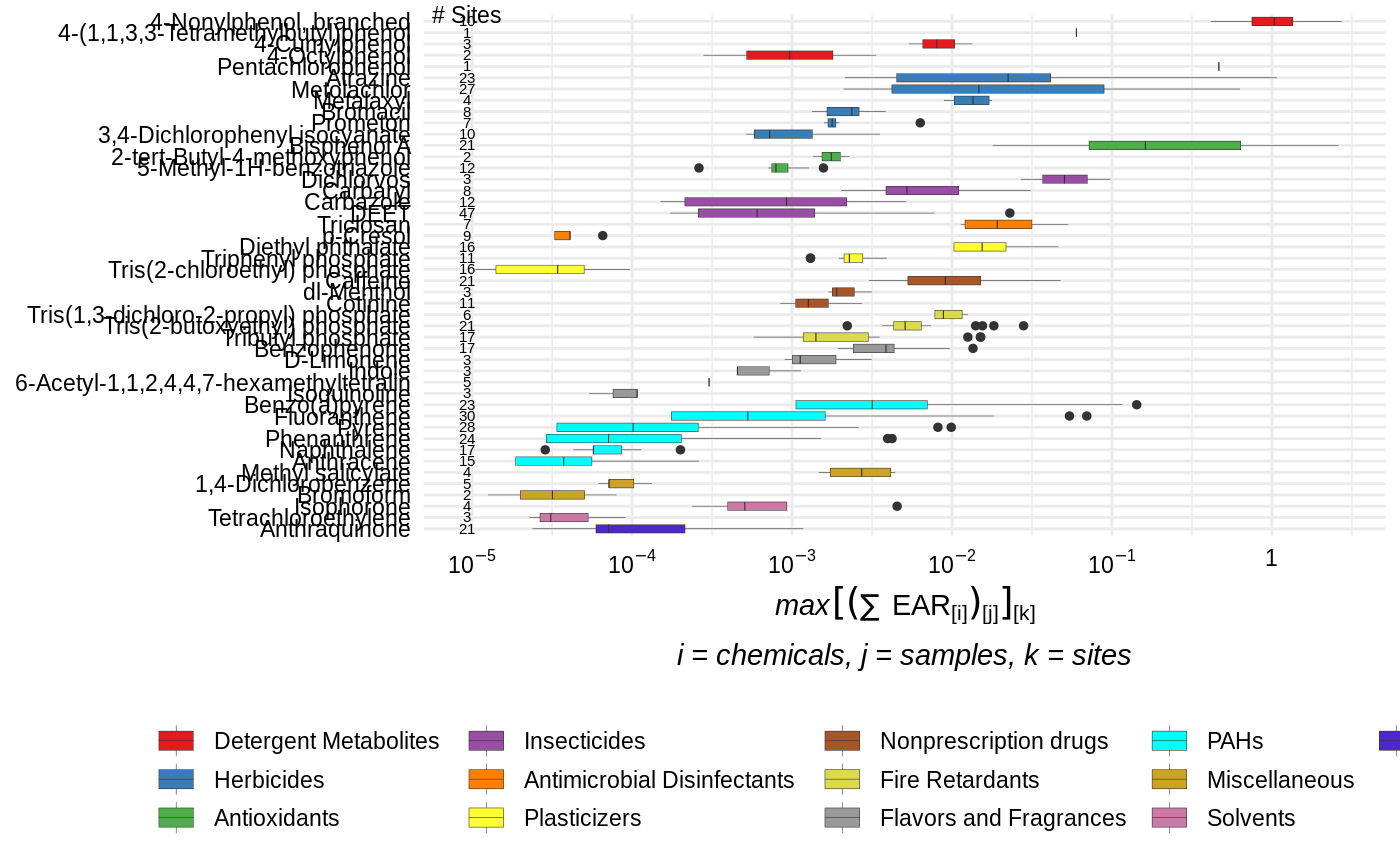 # Sites
4-Nonylphenol, branched 10
4-(1,1,3,3-Tetramethylbutyl)phenol 1
4-Cumylphenol 3
4-Octylphenol 2
Pentachlorophenol 1
Atrazine 23
Metolachlor 27
Metalaxyl 4
Bromacil 8
Prometon 7
3,4-Dichlorophenyl isocyanate 10
Bisphenol A 21
2-tert-Butyl-4-methoxyphenol 2
5-Methyl-1H-benzotriazole 12
Dichlorvos 3
Carbaryl 8
Carbazole 12
DEET 47
Triclosan 7
p-Cresol 9
Diethyl phthalate 16
Triphenyl phosphate 11
Tris(2-chloroethyl) phosphate 16
Caffeine 21
dl-Menthol 3
Cotinine 11
Tris(1,3-dichloro-2-propyl) phosphate 6
Tris(2-butoxyethyl) phosphate 21
Tributyl phosphate 17
Benzophenone 17
D-Limonene 3
Indole 3
6-Acetyl-1,1,2,4,4,7-hexamethyltetralin 5
Isoquinoline 3
Benzo(a)pyrene 23
Fluoranthene 30
Pyrene 28
Phenanthrene 24
Naphthalene 17
Anthracene 15
Methyl salicylate 4
1,4-Dichlorobenzene 5
Bromoform 2
Isophorone 4
Tetrachloroethylene 3
Anthraquinone 21
10−5 10−4 10−3 10−2 10−1 1
max[(∑ EAR[i])[j]][k]
i = chemicals, j = samples, k = sites
Detergent Metabolites Insecticides Nonprescription drugs PAHs
Herbicides Antimicrobial Disinfectants Fire Retardants Miscellaneous
Antioxidants Plasticizers Flavors and Fragrances Solvents